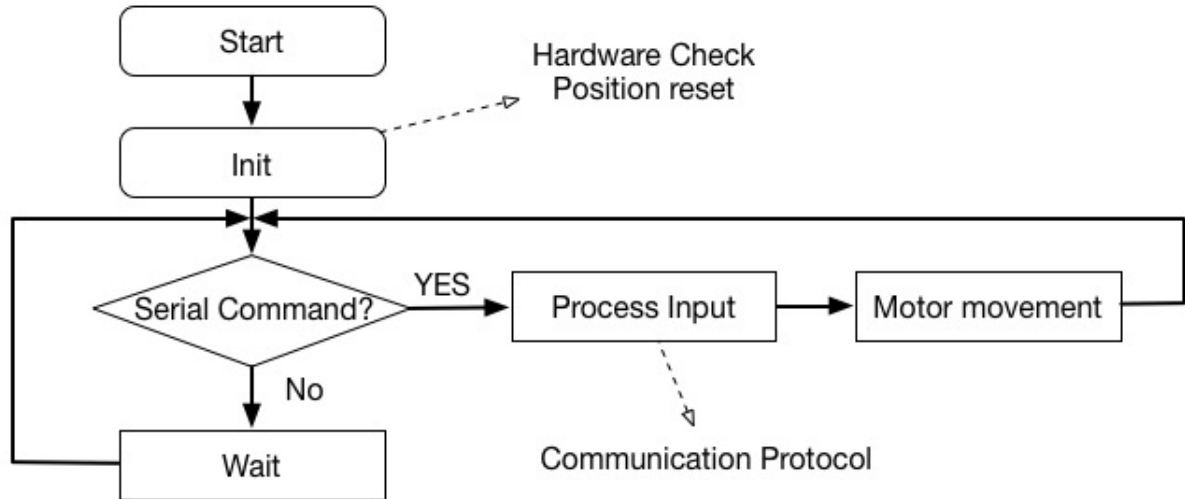 Start
Hardware Check
Position reset
Init
Serial Command?
YES
Process Input
Motor movement
No
Wait
Communication Protocol